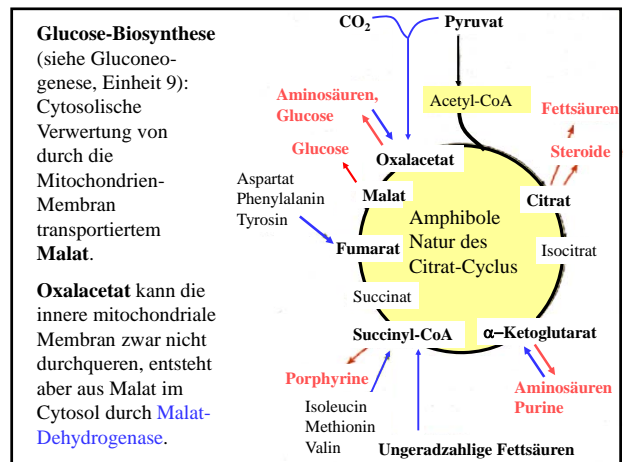 Glucose-Biosynthese
(siehe Gluconeo-
genese, Einheit 9):
Cytosolische
Verwertung von
durch die
Mitochondrien-
Membran
transportiertem
Malat.
Oxalacetat kann die
innere mitochondriale
Membran zwar nicht
durchqueren, entsteht
aber aus Malat im
Cytosol durch Malat-
Dehydrogenase.
CO₂
Pyruvat
Acetyl-CoA
Aminosäuren,
Glucose
Glucose
Fettsäuren
Steroide
Oxalacetat
Malat
Citrat
Aspartat
Phenylalanin
Tyrosin
Fumarat
Amphibole
Natur des
Citrat-Cyclus
Isocitrat
Succinat
Succinyl-CoA
α−Ketoglutarat
Porphyrine
Aminosäuren
Purine
Isoleucin
Methionin
Valin
Ungeradzahlige Fettsäuren